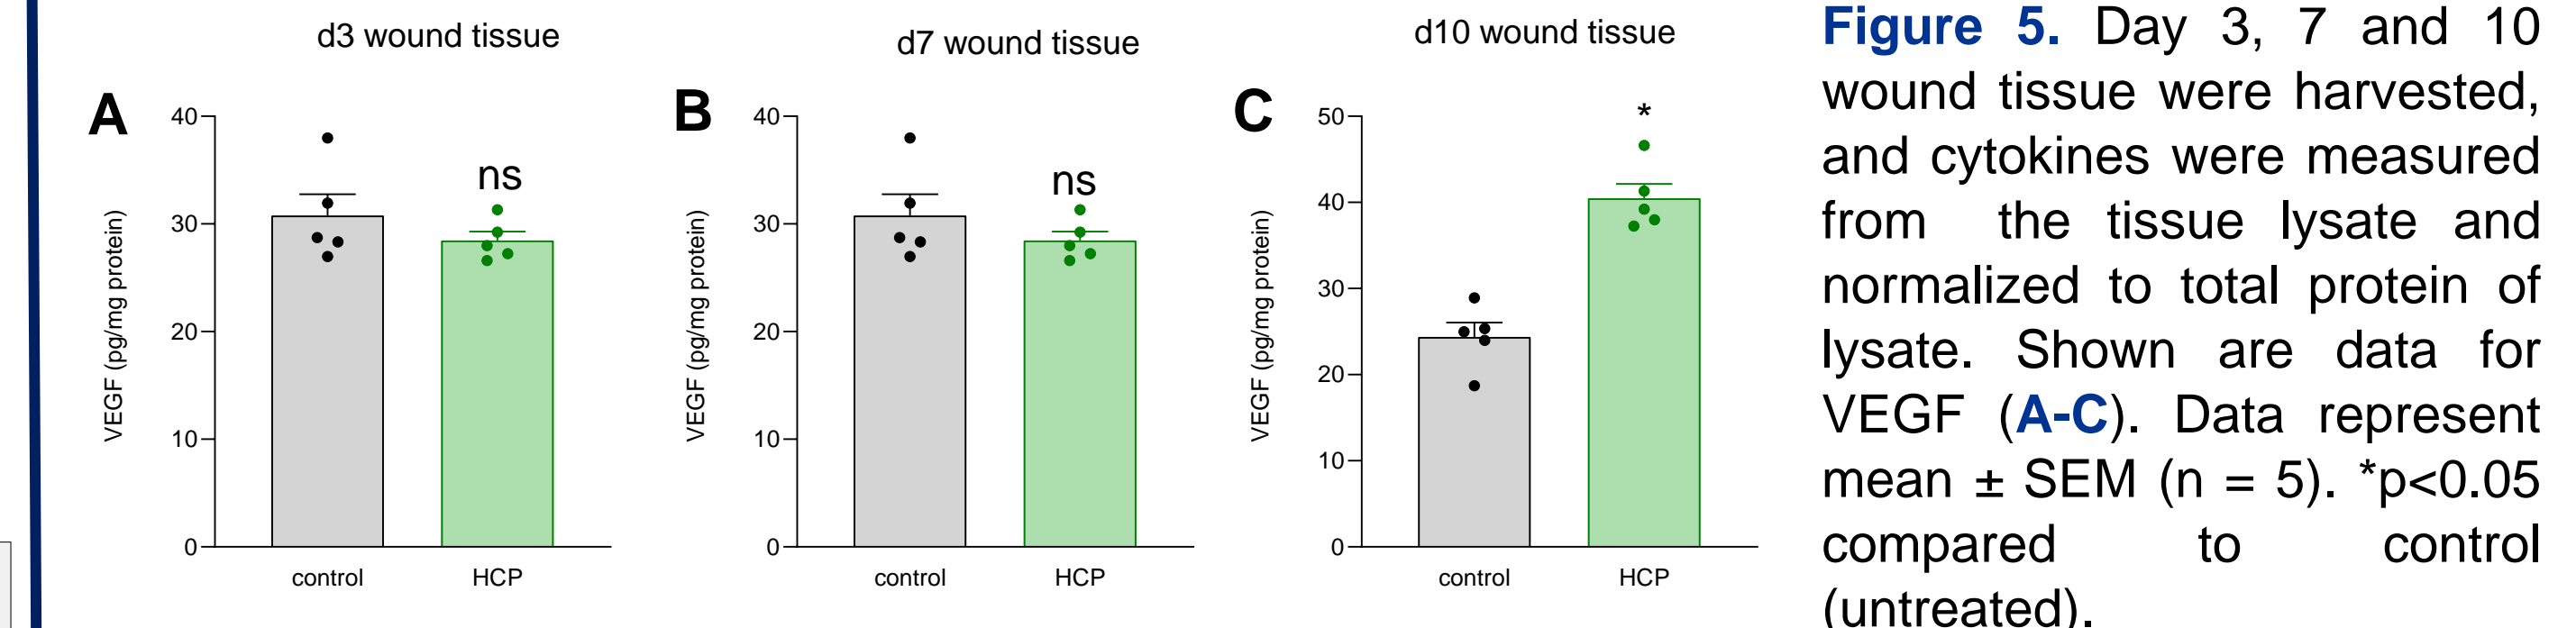 d3 wound tissue
A
40
30
20
10
0
VEGF (pg/mg protein)
ns
control
HCP
d7 wound tissue
B
40
30
20
10
0
VEGF (pg/mg protein)
ns
control
HCP
d10 wound tissue
C
50
40
30
20
10
0
VEGF (pg/mg protein)
*
control
HCP
Figure 5. Day 3, 7 and 10
wound tissue were harvested,
and cytokines were measured
from the tissue lysate and
normalized to total protein of
lysate. Shown are data for
VEGF (A-C). Data represent
mean ± SEM (n = 5). *p<0.05
compared to control
(untreated).